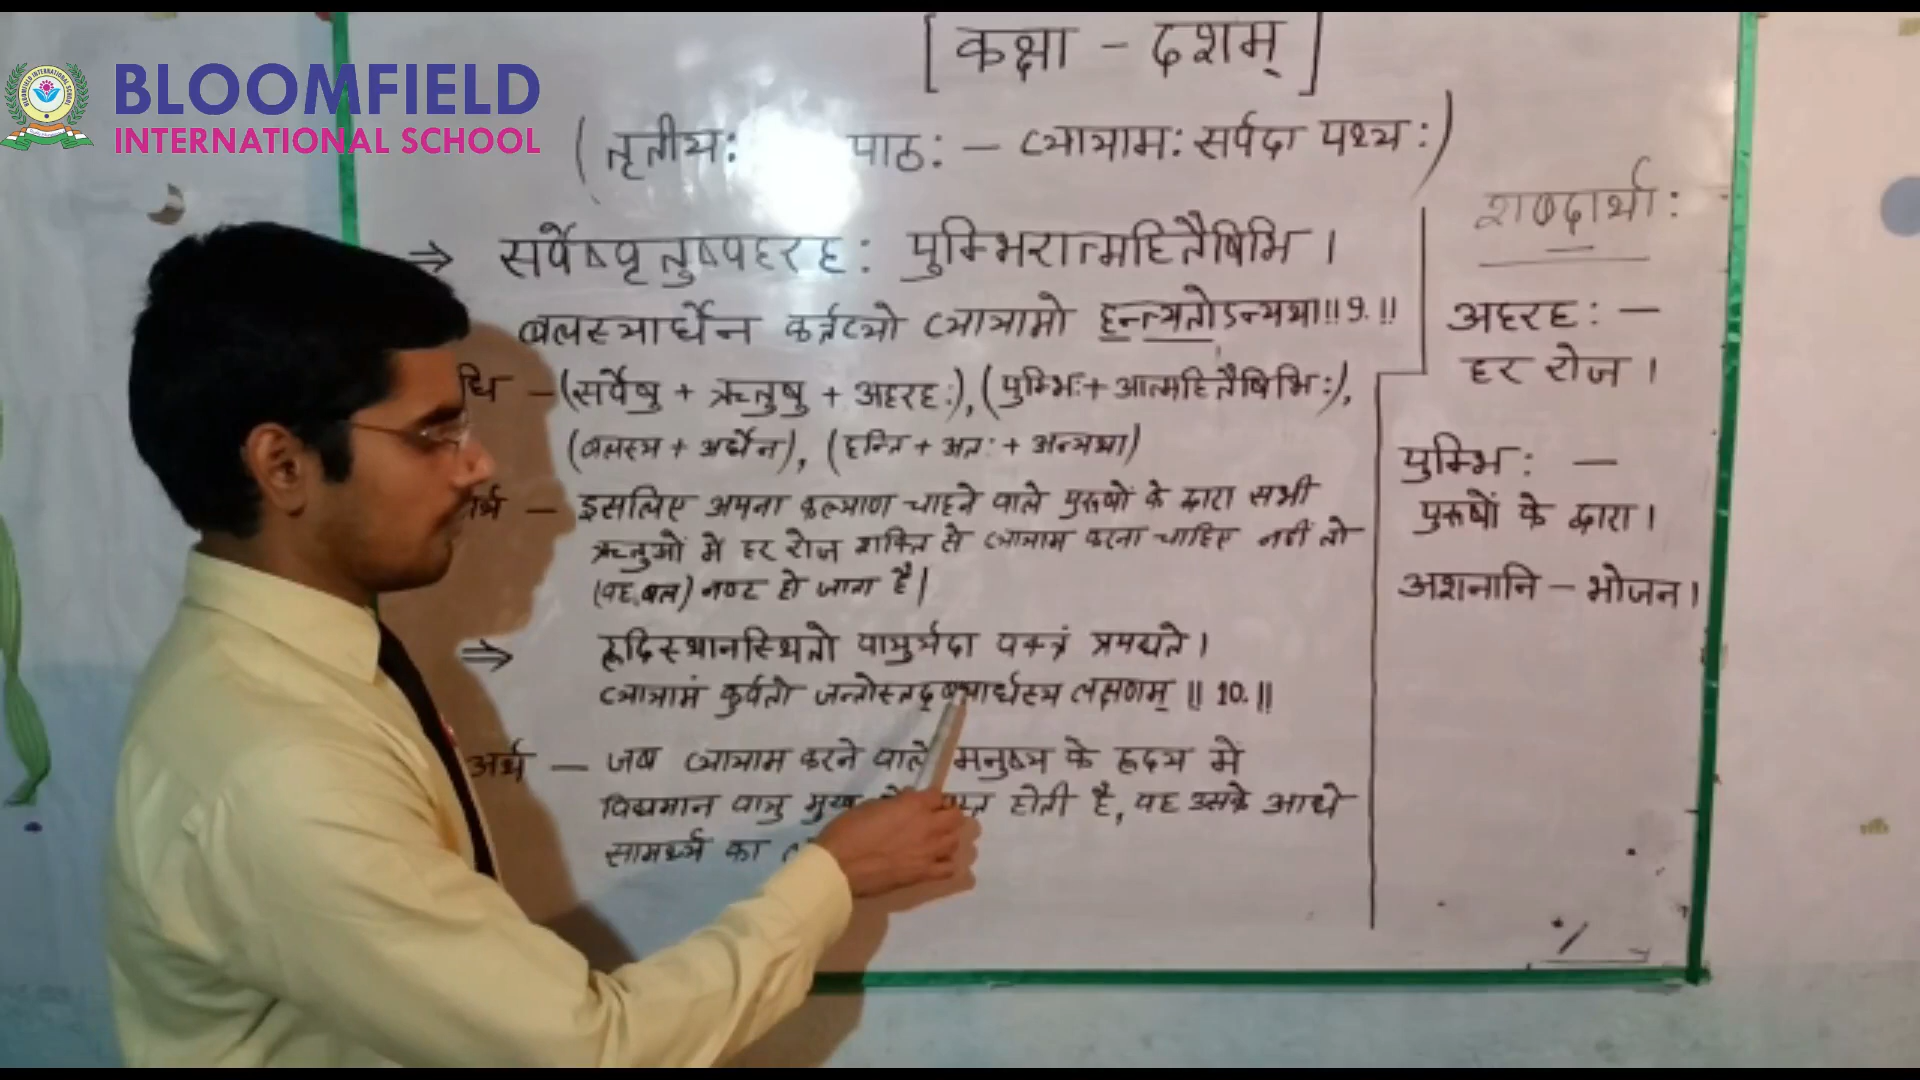 BLOOMFIELD
INTERNATIONAL SCHOOL
[कक्षा - दशम्]
(तृतीय: पाठ: - व्यायाम: सर्वदा पथ्य:)
⇒ सर्वेष्वृतुष्वहरह: पुम्भिरात्महितैषिभि ।
बलस्यार्धेन कर्त्तव्यो व्यायामो हन्त्यतोऽन्यथा॥9.॥
धि - (सर्वेषु + ऋतुषु + अहरह:), (पुम्भि: + आत्महितैषिभि:),
(बलस्य + अर्धेन), (हन्ति + अत: + अन्यथा)
र्थ - इसलिए अपना कल्याण चाहने वाले पुरूषों के द्वारा सभी
ऋतुओं में हर रोज शक्ति से व्यायाम करना चाहिए नहीं तो
(वह बल) नष्ट हो जाता है।
⇒ हृदिस्थानस्थितो वायुर्यदा वक्त्रं प्रपद्यते ।
व्यायामं कुर्वतो जन्तोस्तद्बलार्धस्य लक्षणम् ॥ 10. ॥
अर्थ - जब व्यायाम करने वाले मनुष्य के हृदय में
विद्यमान वायु होती है, वह उसके आधे
सामर्थ्य का
शब्दार्था:
अहरह: -
हर रोज ।
पुम्भि: -
पुरूषों के द्वारा ।
अशनानि - भोजन ।